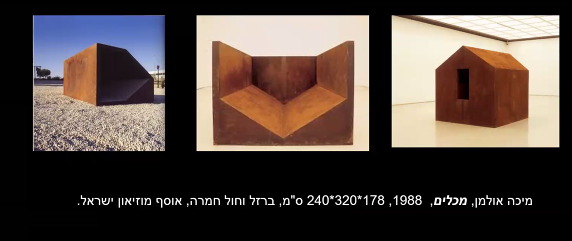 מיכה אולמן, מכלים, 1988, 178*320*240 ס"מ, ברזל וחול חמרה, אוסף מוזיאון ישראל.